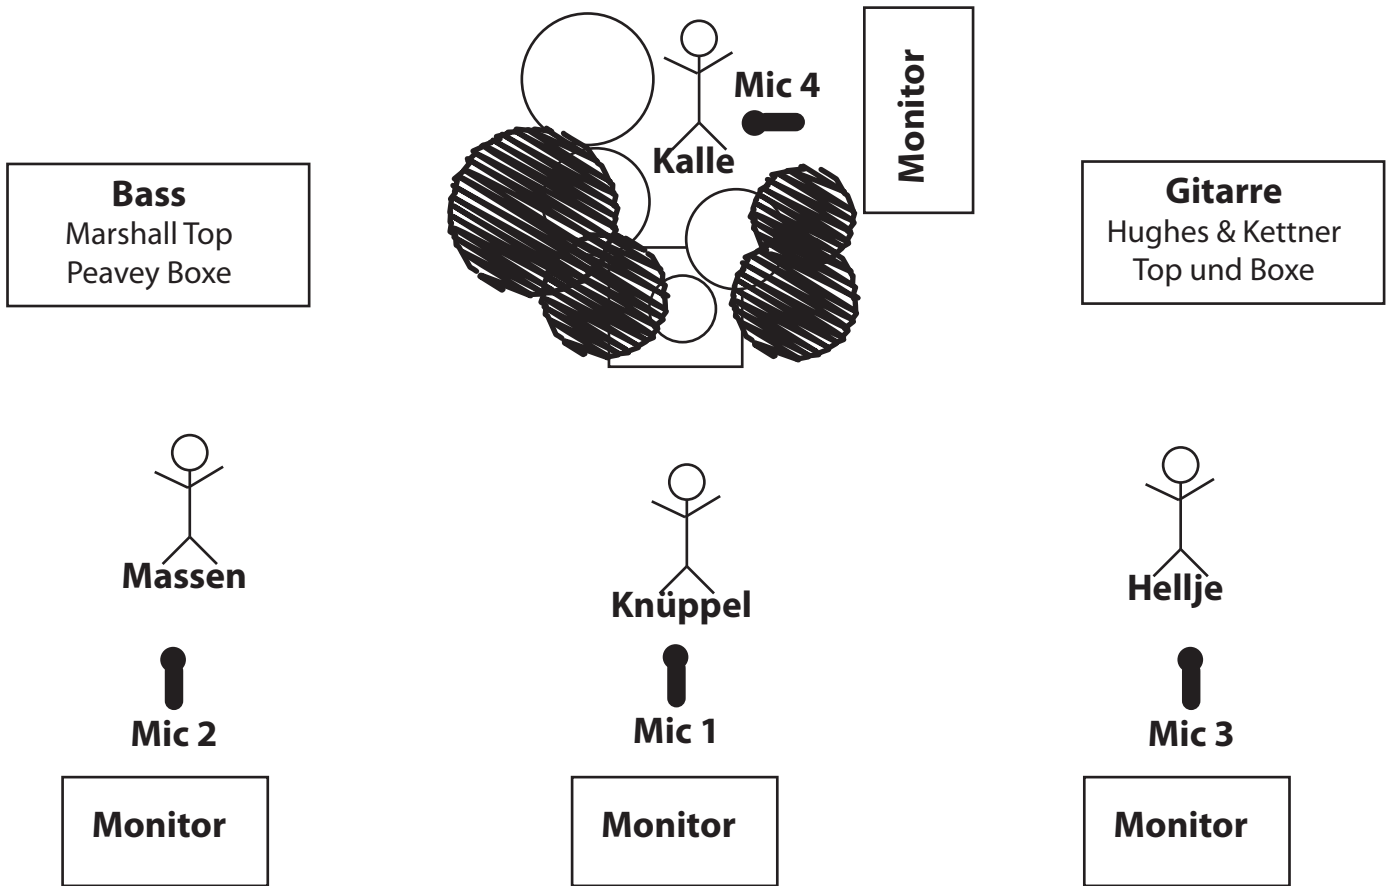 Mic 4
Monitor
Kalle
Bass
Marshall Top
Peavey Boxe
Gitarre
Hughes & Kettner
Top und Boxe
Massen
Knüppel
Hellje
Mic 2
Mic 1
Mic 3
Monitor
Monitor
Monitor